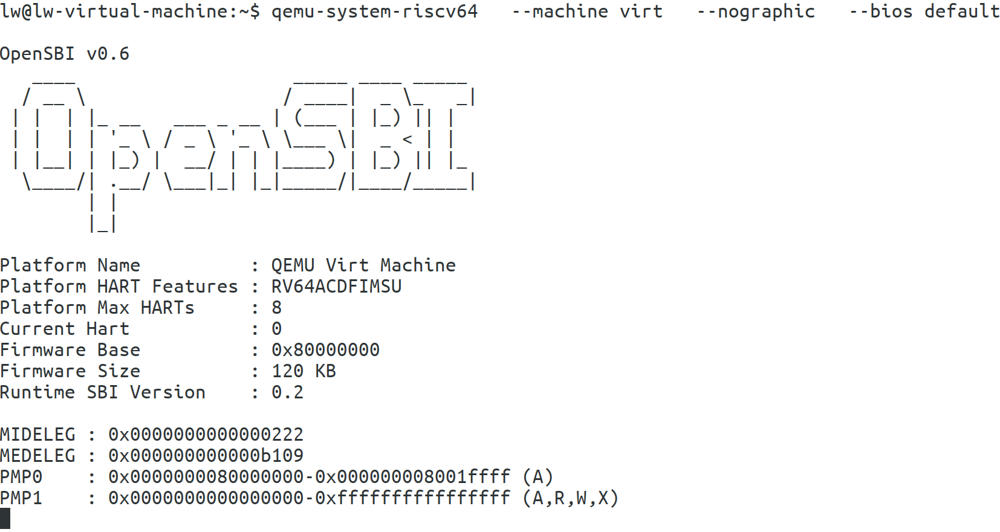 lw@lw-virtual-machine:~$ qemu-system-riscv64   --machine virt   --nographic   --bios default

OpenSBI v0.6
   ____                    _____ ____ _____
  / __ \                  / ____|  _ \_   _|
 | |  | |_ __   ___ _ __ | (___ | |_) || |
 | |  | | '_ \ / _ \ '_ \ \___ \|  _ < | |
 | |__| | |_) |  __/ | | |____) | |_) || |_
  \____/| .__/ \___|_| |_|_____/|____/_____|
        | |
        |_|

Platform Name          : QEMU Virt Machine
Platform HART Features : RV64ACDFIMSU
Platform Max HARTs     : 8
Current Hart           : 0
Firmware Base          : 0x80000000
Firmware Size          : 120 KB
Runtime SBI Version    : 0.2

MIDELEG : 0x0000000000000222
MEDELEG : 0x000000000000b109
PMP0    : 0x0000000080000000-0x000000008001ffff (A)
PMP1    : 0x0000000000000000-0xffffffffffffffff (A,R,W,X)